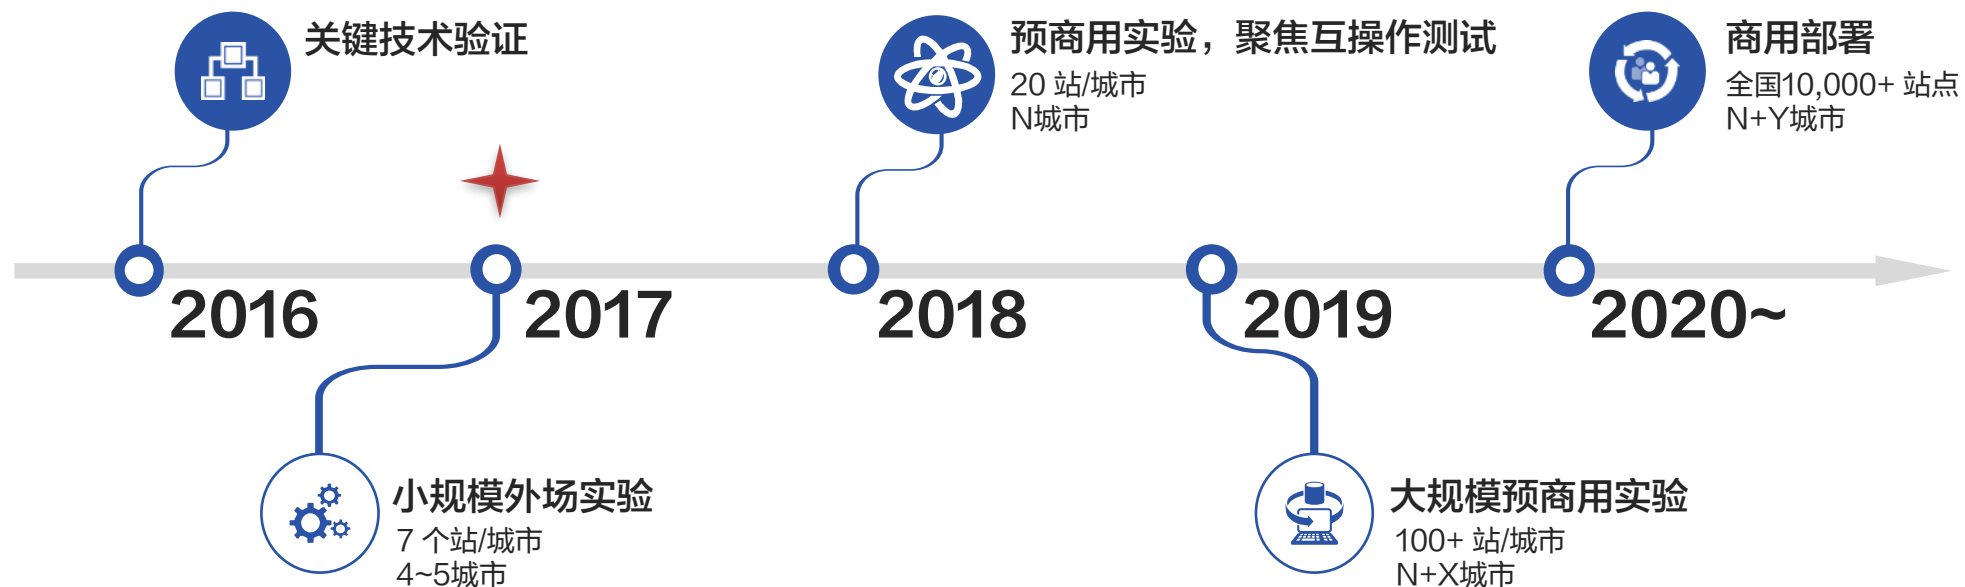 关键技术验证
预商用实验，聚焦互操作测试
20 站/城市
N城市
商用部署
全国10,000+ 站点
N+Y城市
2016
2017
2018
2019
2020~
小规模外场实验
7 个站/城市
4~5城市
大规模预商用实验
100+ 站/城市
N+X城市